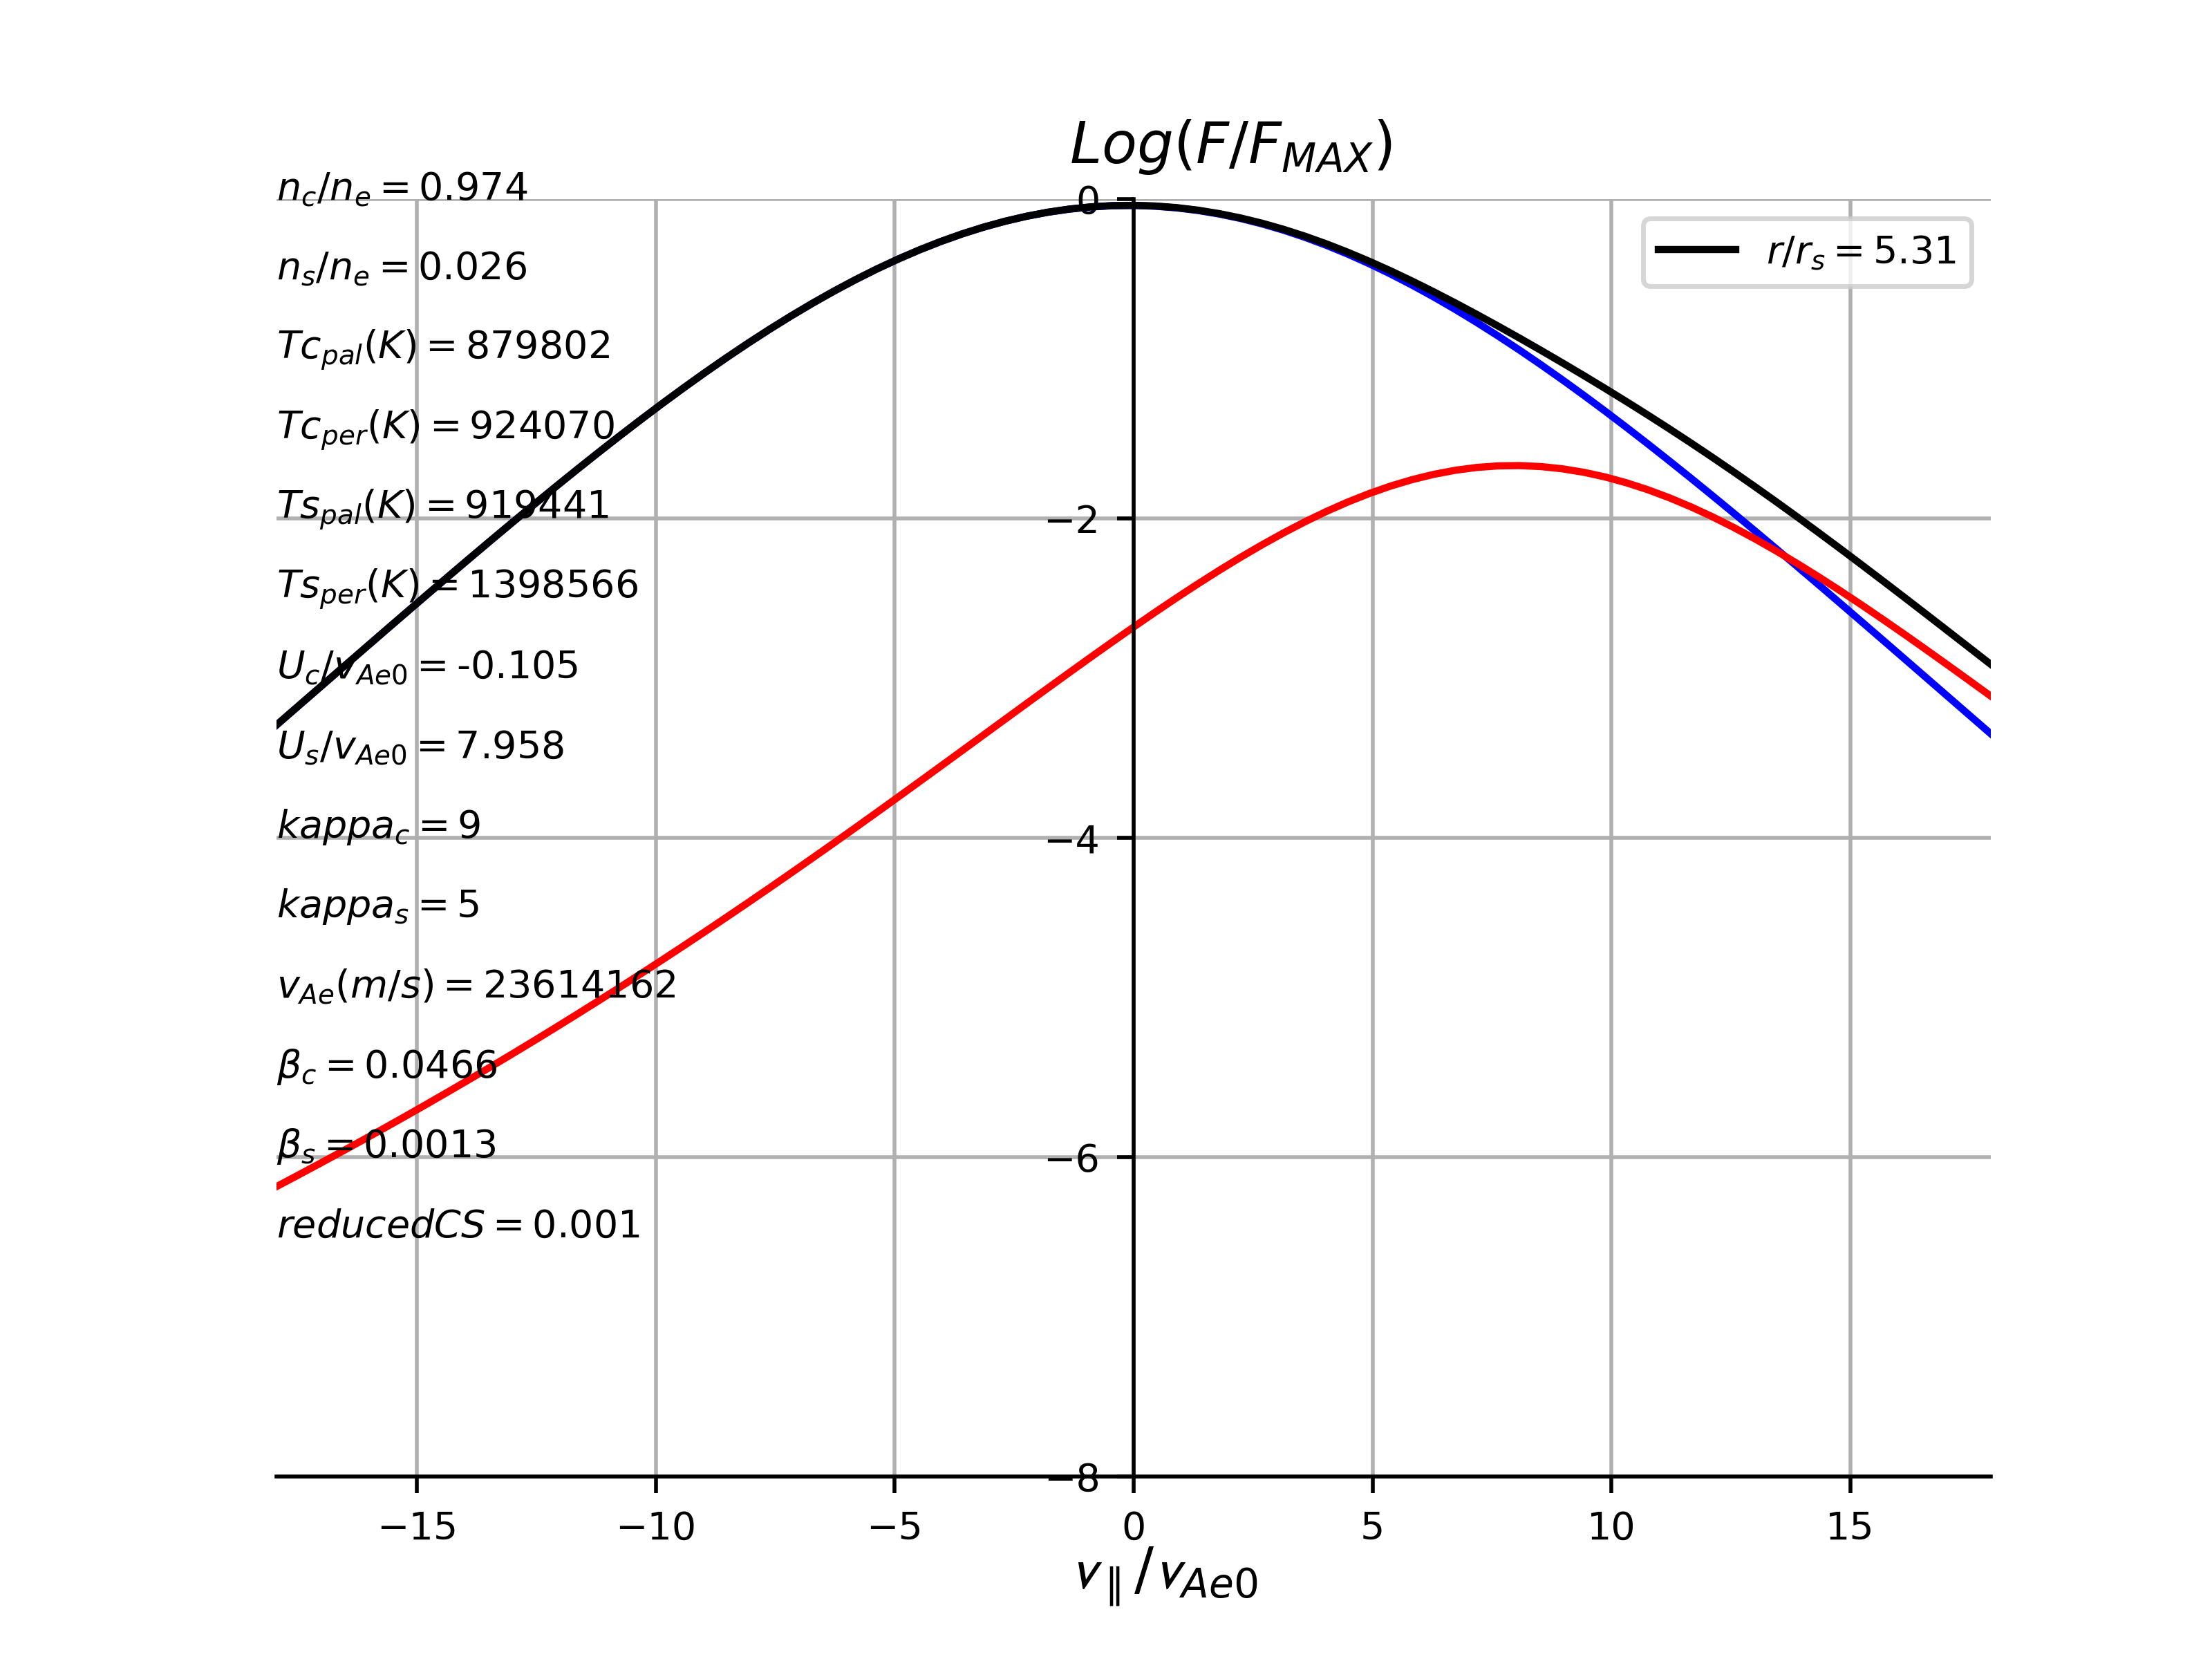 Log(F/F_MAX)
n_c/n_e = 0.974
n_s/n_e = 0.026
Tc_pal(K) = 879802
Tc_per(K) = 924070
Ts_pal(K) = 919441
Ts_per(K) = 1398566
U_c/v_Ae0 = -0.105
U_s/v_Ae0 = 7.958
kappa_c = 9
kappa_s = 5
v_Ae(m/s) = 23614162
β_c = 0.0466
β_s = 0.0013
reducedCS = 0.001
r/r_s = 5.31
0
−2
−4
−6
−8
−15 −10 −5 0 5 10 15
v_∥/v_Ae0